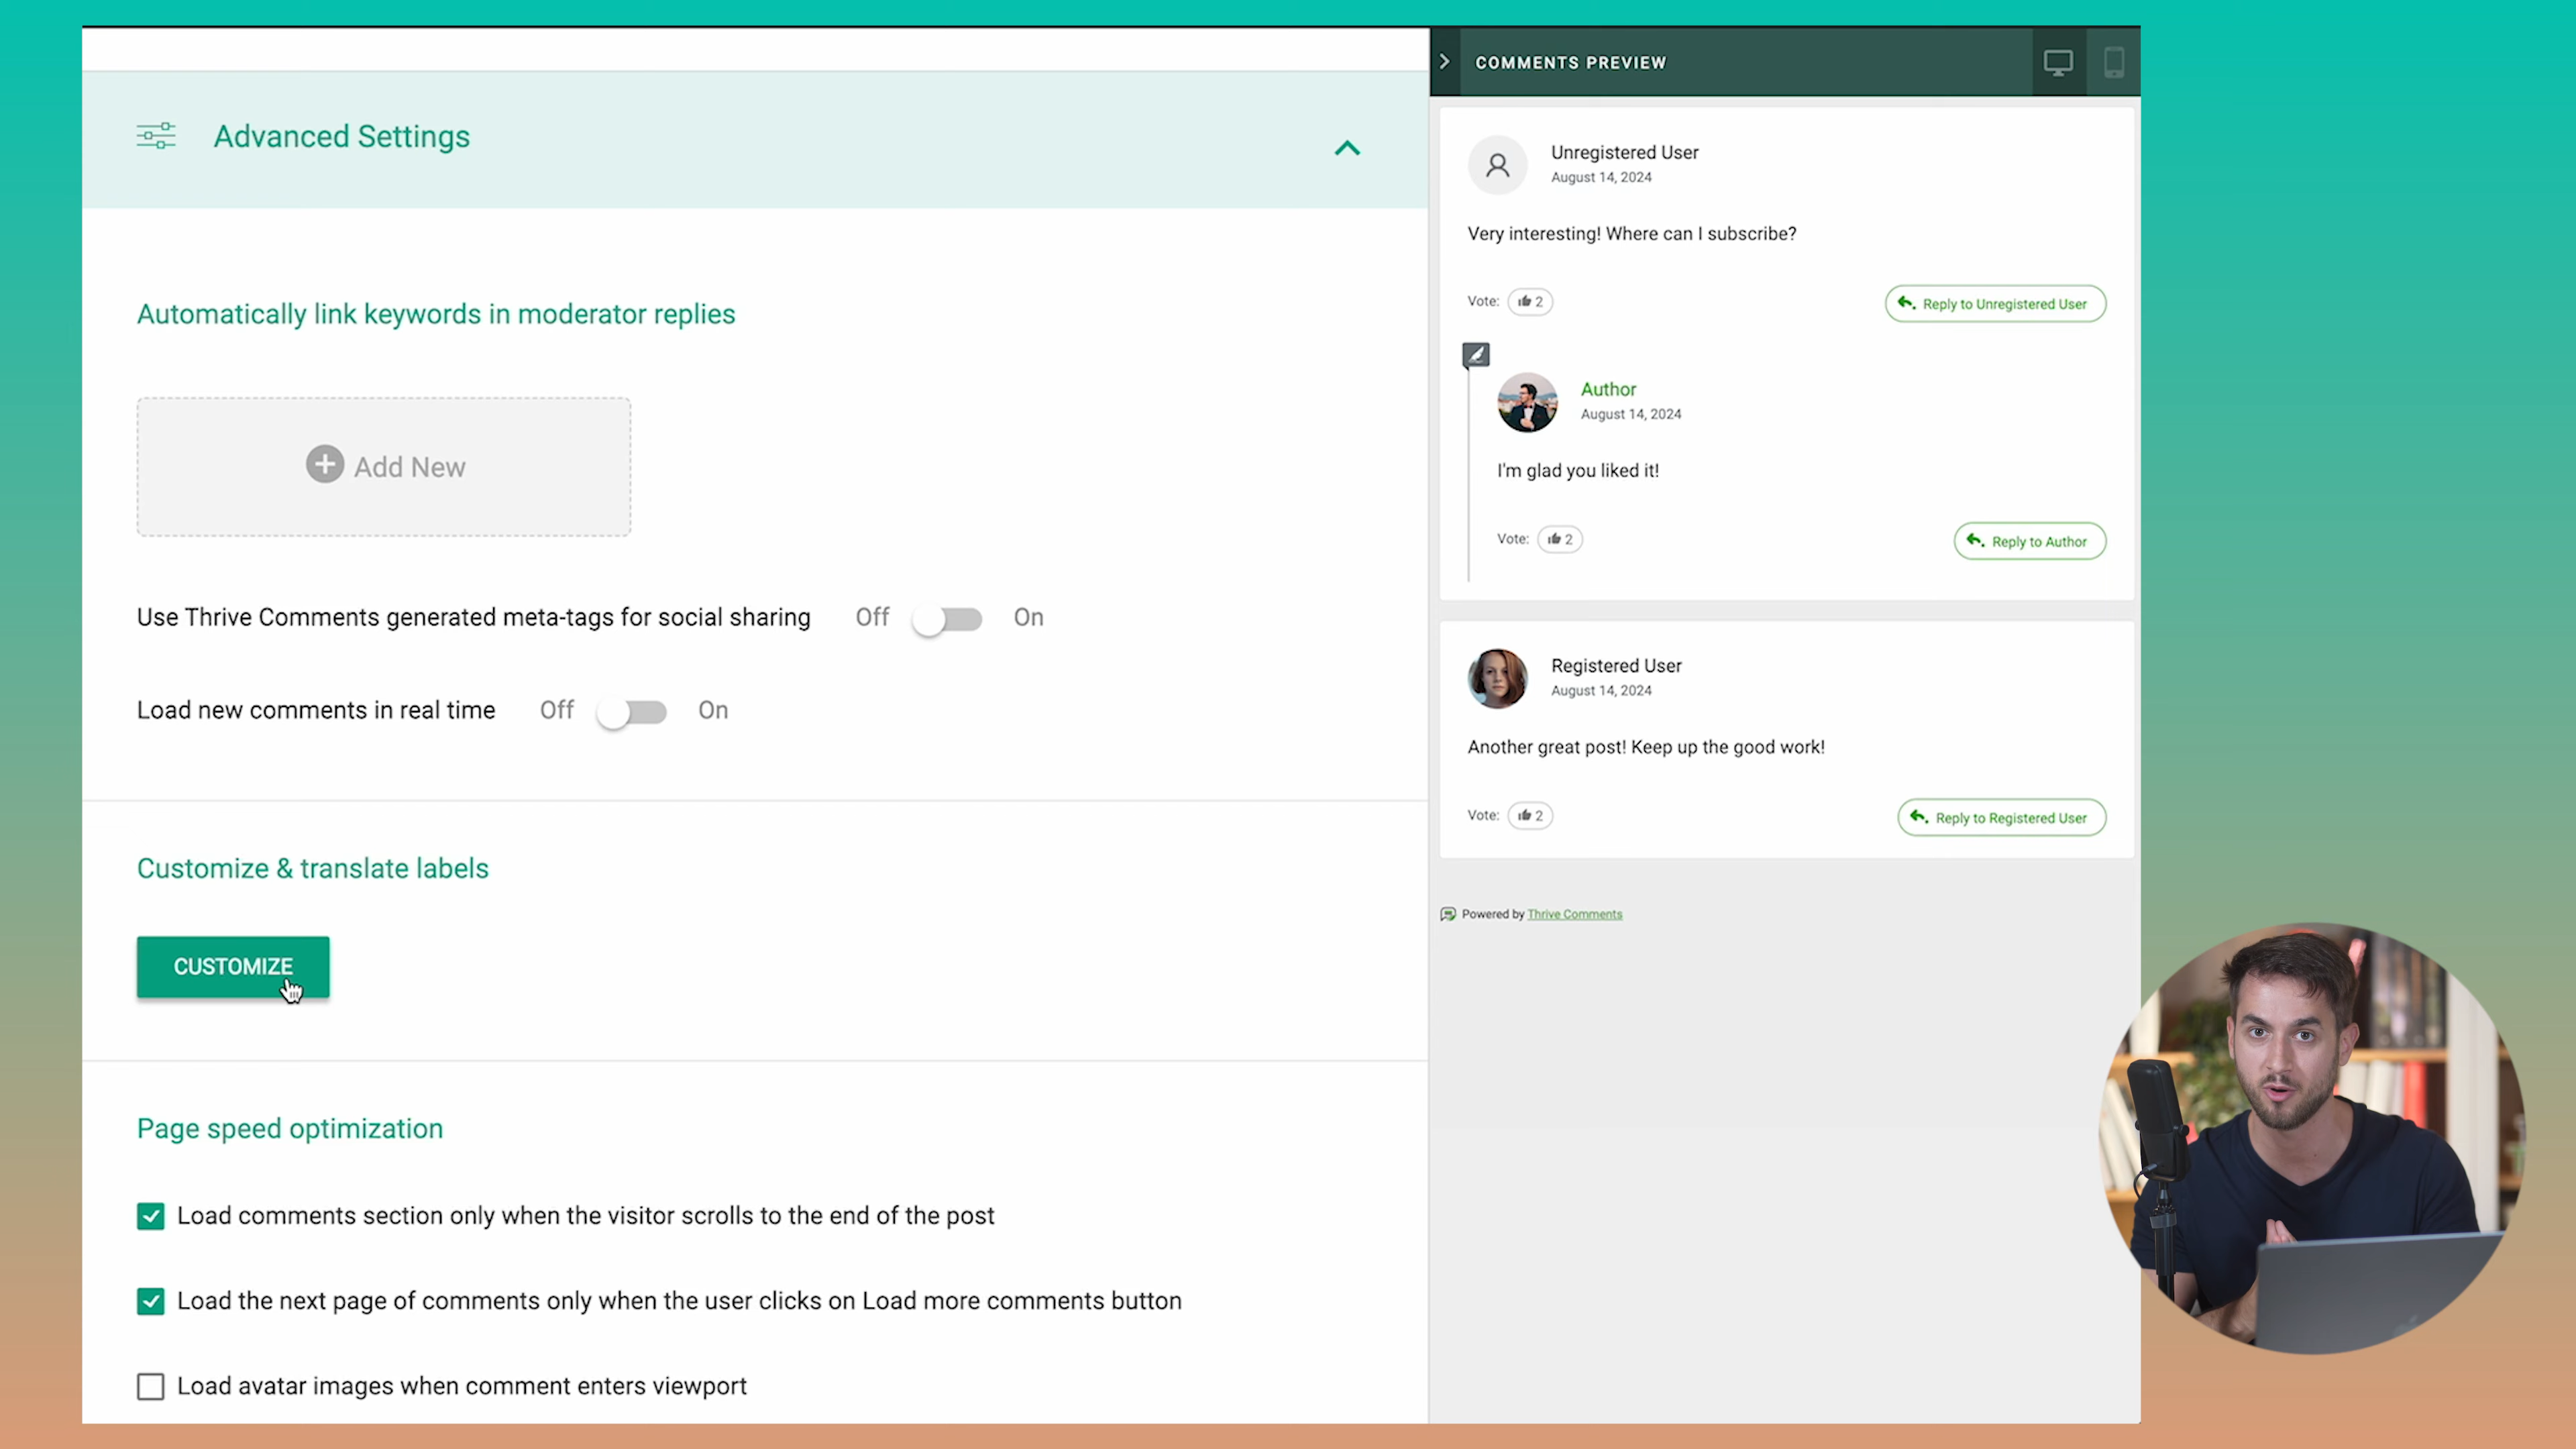 Advanced Settings
Automatically link keywords in moderator replies
Add New
Use Thrive Comments generated meta-tags for social sharing Off On
Load new comments in real time Off On
Customize & translate labels
CUSTOMIZE
Page speed optimization
Load comments section only when the visitor scrolls to the end of the post
Load the next page of comments only when the user clicks on Load more comments button
Load avatar images when comment enters viewport
COMMENTS PREVIEW
Unregistered User
August 14, 2024
Very interesting! Where can I subscribe?
Vote: 2 Reply to Unregistered User
Author
August 14, 2024
I'm glad you liked it!
Vote: 2 Reply to Author
Registered User
August 14, 2024
Another great post! Keep up the good work!
Vote: 2 Reply to Registered User
Powered by Thrive Comments